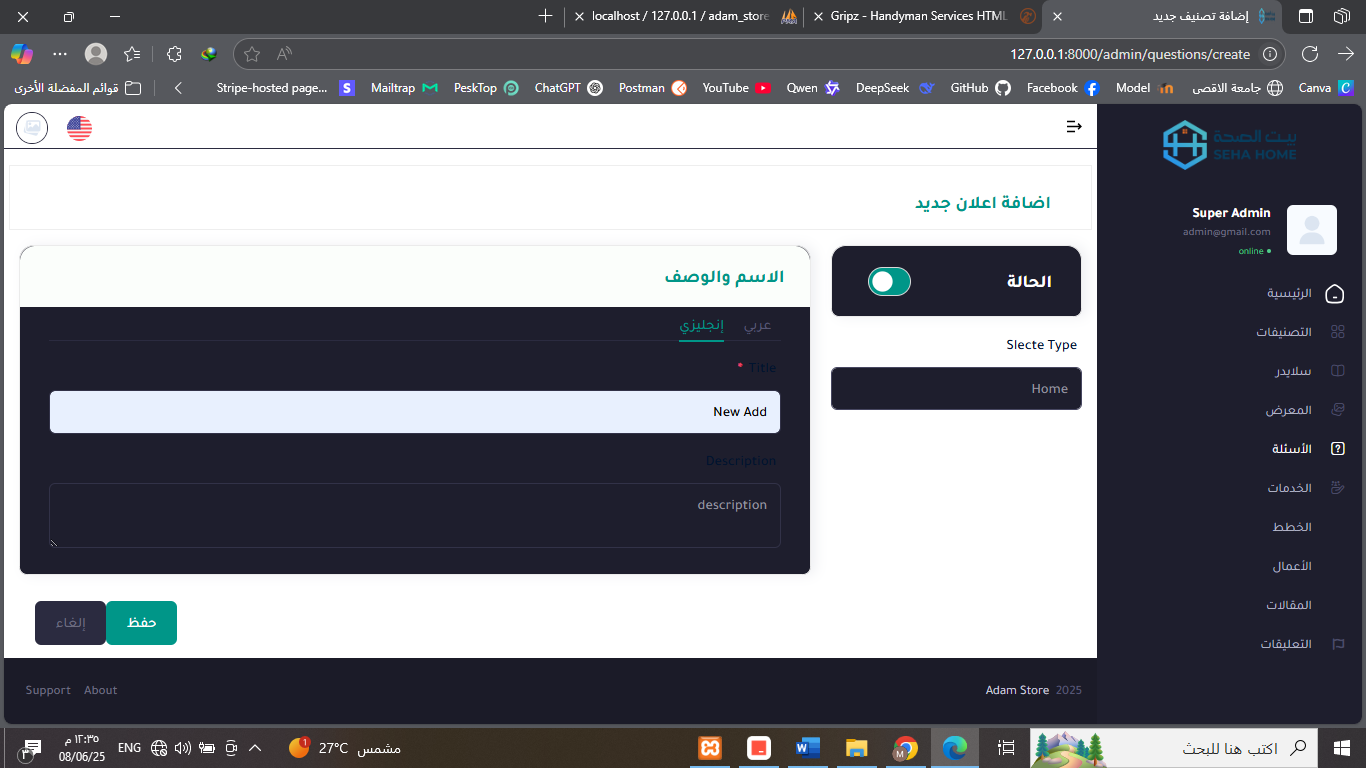 إضافة تصنيف جديد
Gripz - Handyman Services HTML
localhost / 127.0.0.1 / adam_store
127.0.0.1:8000/admin/questions/create
Canva
جامعة الاقصى
Model
Facebook
GitHub
DeepSeek
Qwen
YouTube
Postman
ChatGPT
PeskTop
Mailtrap
Stripe-hosted page...
قوائم المفضلة الأخرى
بيت الصحة
SEHA HOME
Super Admin
admin@gmail.com
online
الرئيسية
التصنيفات
سلايدر
المعرض
الأسئلة
الخدمات
الخطط
الأعمال
المقالات
التعليقات
اضافة اعلان جديد
الحالة
Slecte Type
Home
الاسم والوصف
عربي
إنجليزي
Title *
New Add
Description
description
حفظ
إلغاء
2025 Adam Store
Support About
اكتب هنا للبحث
27°C مشمس
1
ENG
١٢:٣٥ م
08/06/25
٣